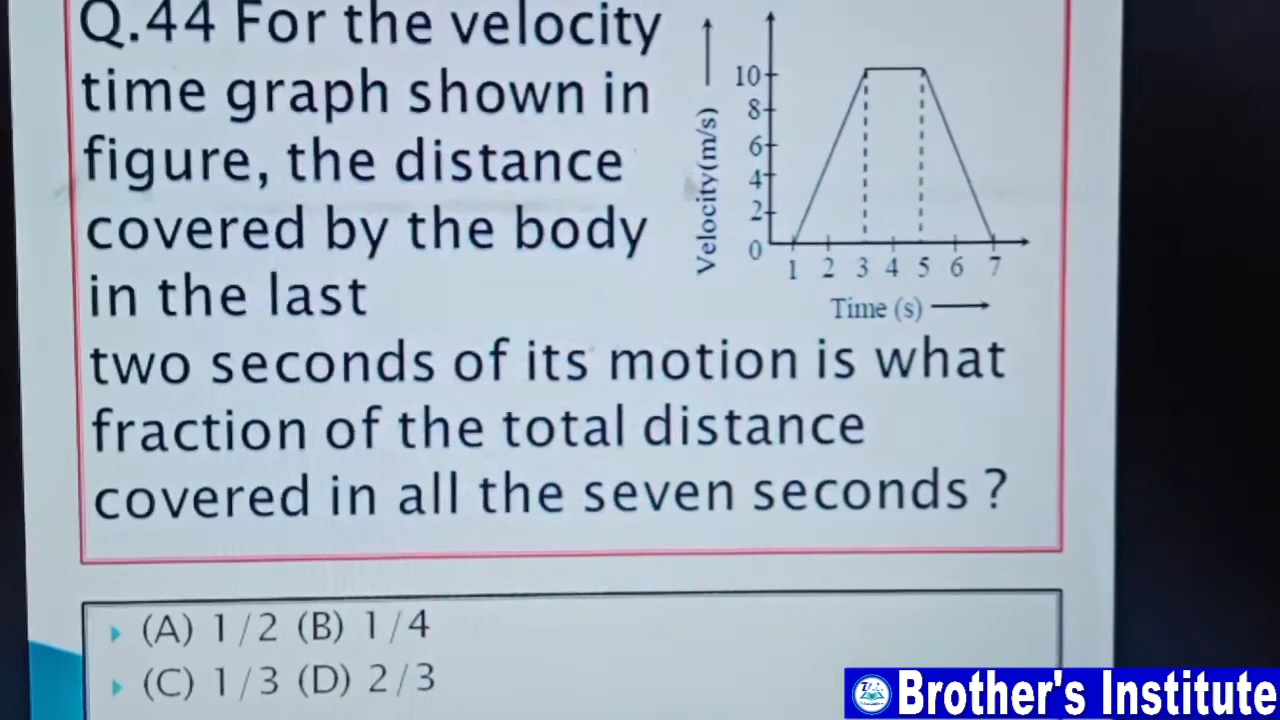 Q.44 For the velocity
time graph shown in
figure, the distance
covered by the body
in the last
two seconds of its motion is what
fraction of the total distance
covered in all the seven seconds ?
Velocity(m/s)
10
8
6
4
2
0
1 2 3 4 5 6 7
Time (s)
(A) 1/2 (B) 1/4
(C) 1/3 (D) 2/3
Brother's Institute